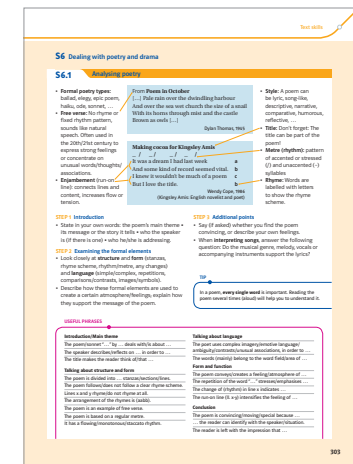 Text skills
S6 Dealing with poetry and drama
S6.1 Analysing poetry
• Formal poetry types:
ballad, elegy, epic poem,
haiku, ode, sonnet, …
• Free verse: No rhyme or
fixed rhythm pattern,
sounds like natural
speech. Often used in
the 20th/21st century to
express strong feelings
or concentrate on
unusual words/thoughts/
associations.
• Enjambement (run-on
line): connects lines and
content, increases flow or
tension.
From Poem in October
[…] Pale rain over the dwindling harbour
And over the sea wet church the size of a snail
With its horns through mist and the castle
Brown as owls […]
Dylan Thomas, 1945
Making cocoa for Kingsley Amis
_ / _ / _ / _ /
It was a dream I had last week a
And some kind of record seemed vital. b
I knew it wouldn't be much of a poem c
But I love the title. b
Wendy Cope, 1986
(Kingsley Amis: English novelist and poet)
• Style: A poem can
be lyric, song-like,
descriptive, narrative,
comparative, humorous,
reflective, …
• Title: Don't forget: The
title can be part of the
poem!
• Metre (rhythm): pattern
of accented or stressed
(/) and unaccented (–)
syllables
• Rhyme: Words are
labelled with letters
to show the rhyme
scheme.
STEP 1 Introduction
• State in your own words: the poem's main theme •
its message or the story it tells • who the speaker
is (if there is one) • who he/she is addressing.
STEP 2 Examining the formal elements
• Look closely at structure and form (stanzas,
rhyme scheme, rhythm/metre, any changes)
and language (simple/complex, repetitions,
comparisons/contrasts, images/symbols).
• Describe how these formal elements are used to
create a certain atmosphere/feelings; explain how
they support the message of the poem.
STEP 3 Additional points
• Say (if asked) whether you find the poem
convincing, or describe your own feelings.
• When interpreting songs, answer the following
question: Do the musical genre, melody, vocals or
accompanying instruments support the lyrics?
TIP
In a poem, every single word is important. Reading the
poem several times (aloud) will help you to understand it.
USEFUL PHRASES
Introduction/Main theme
The poem/sonnet "…" by … deals with/is about …
The speaker describes/reflects on … in order to …
The title makes the reader think of/that …
Talking about structure and form
The poem is divided into … stanzas/sections/lines.
The poem follows/does not follow a clear rhyme scheme.
Lines x and y rhyme/do not rhyme at all.
The arrangement of the rhymes is (aabb).
The poem is an example of free verse.
The poem is based on a regular metre.
It has a flowing/monotonous/staccato rhythm.
Talking about language
The poet uses complex imagery/emotive language/
ambiguity/contrasts/unusual associations, in order to …
The words (mainly) belong to the word field/area of …
Form and function
The poem conveys/creates a feeling/atmosphere of …
The repetition of the word "…" stresses/emphasises …
The change of (rhythm) in line x indicates …
The run-on line (ll. x-y) intensifies the feeling of …
Conclusion
The poem is convincing/moving/special because …
… the reader can identify with the speaker/situation.
The reader is left with the impression that …
303